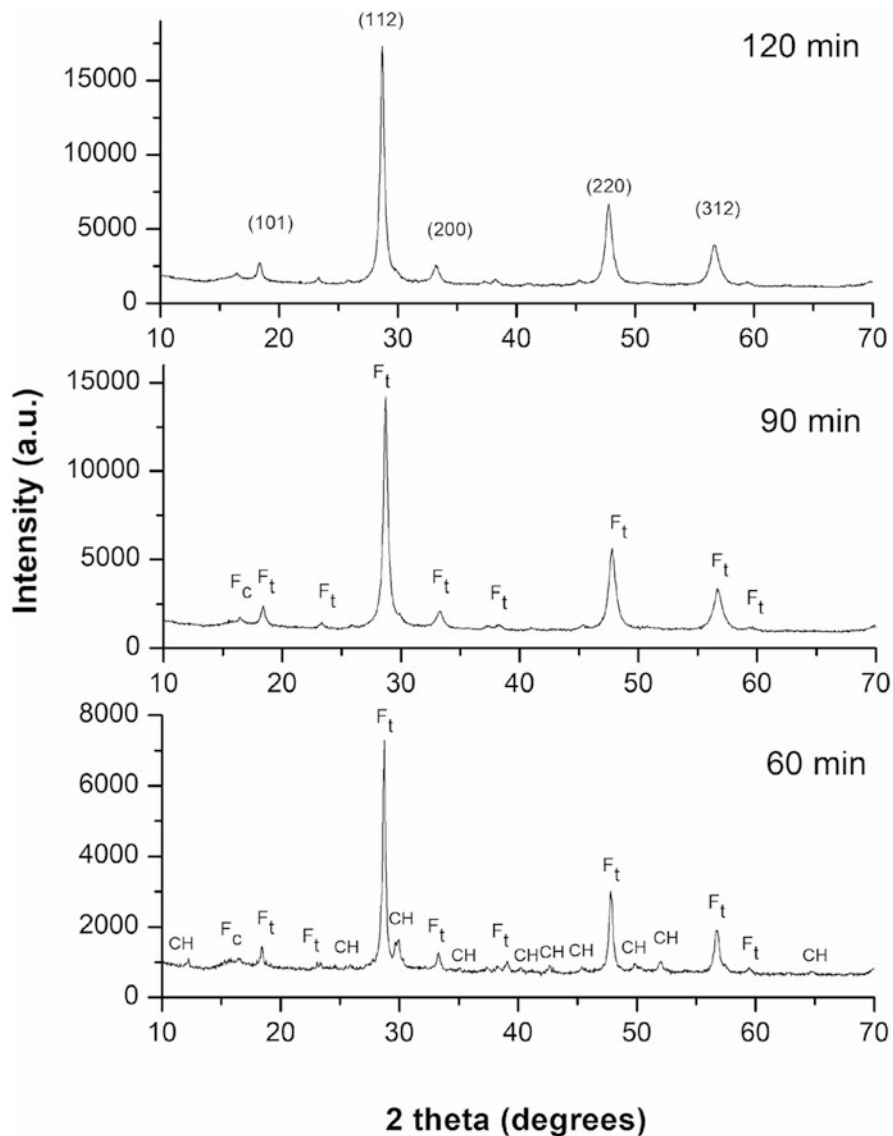 (112)
120 min
15000
10000
(220)
(312)
5000
(101)
(200)
0
10 20 30 40 50 60 70
Ft
15000
90 min
10000
Ft
5000
Ft
Fc Ft Ft Ft Ft Ft
0
10 20 30 40 50 60 70
8000
Ft
60 min
6000
4000
Ft
Ft
2000
CH Fc Ft Ft CH CH Ft CH Ft CH CH CH CH CH Ft CH
0
10 20 30 40 50 60 70
Intensity (a.u.)
2 theta (degrees)